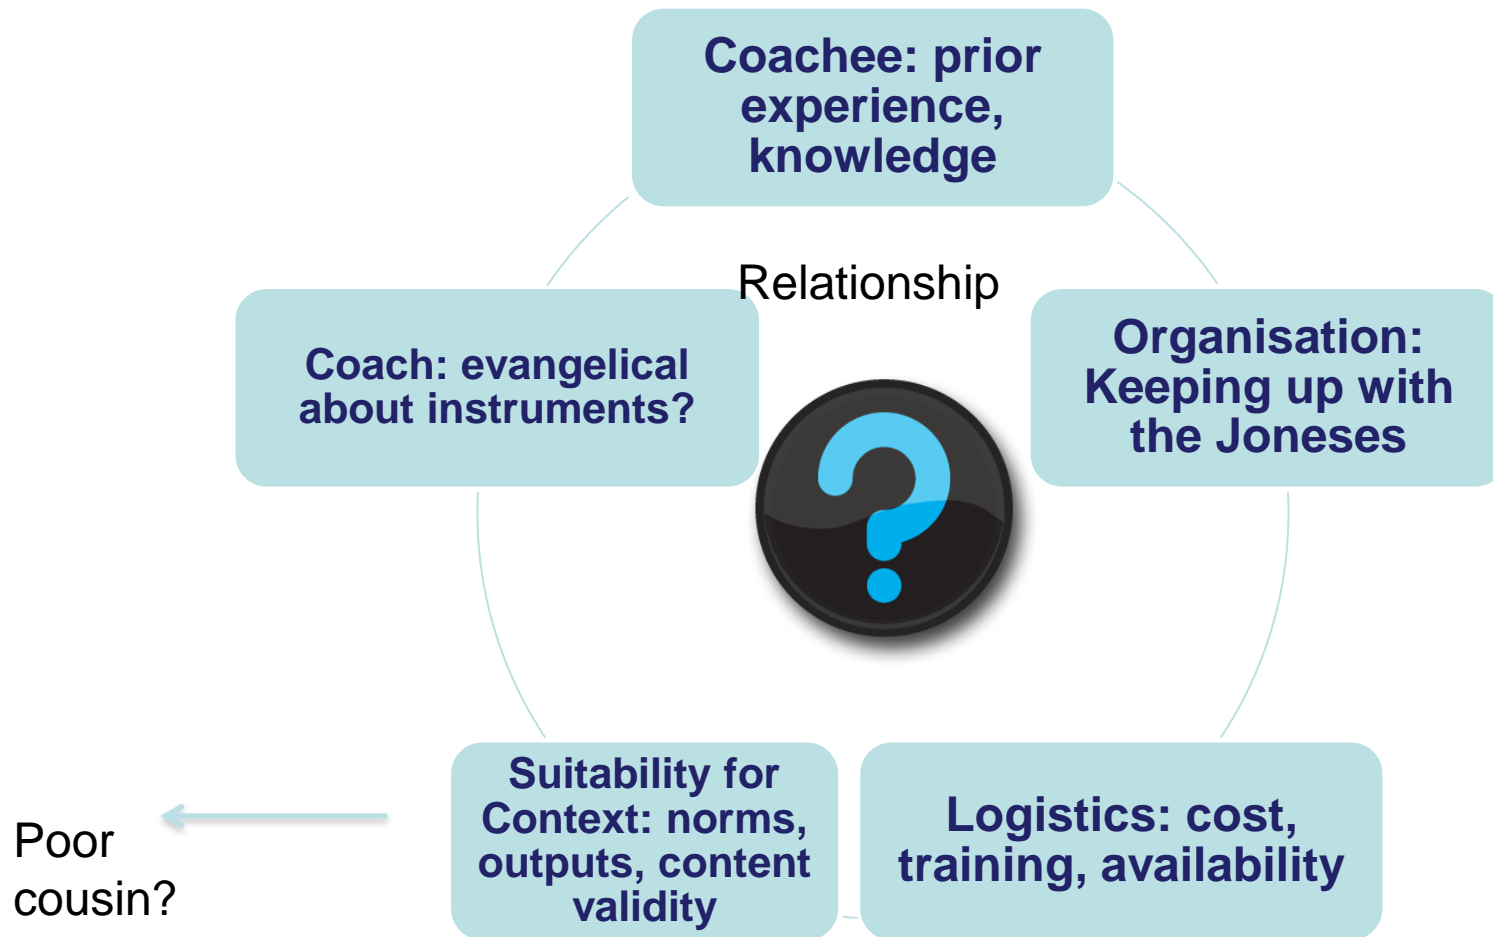 Coachee: prior
experience,
knowledge
Relationship
Coach: evangelical
about instruments?
Organisation:
Keeping up with
the Joneses
?
Suitability for
Context: norms,
outputs, content
validity
Logistics: cost,
training, availability
Poor
cousin?